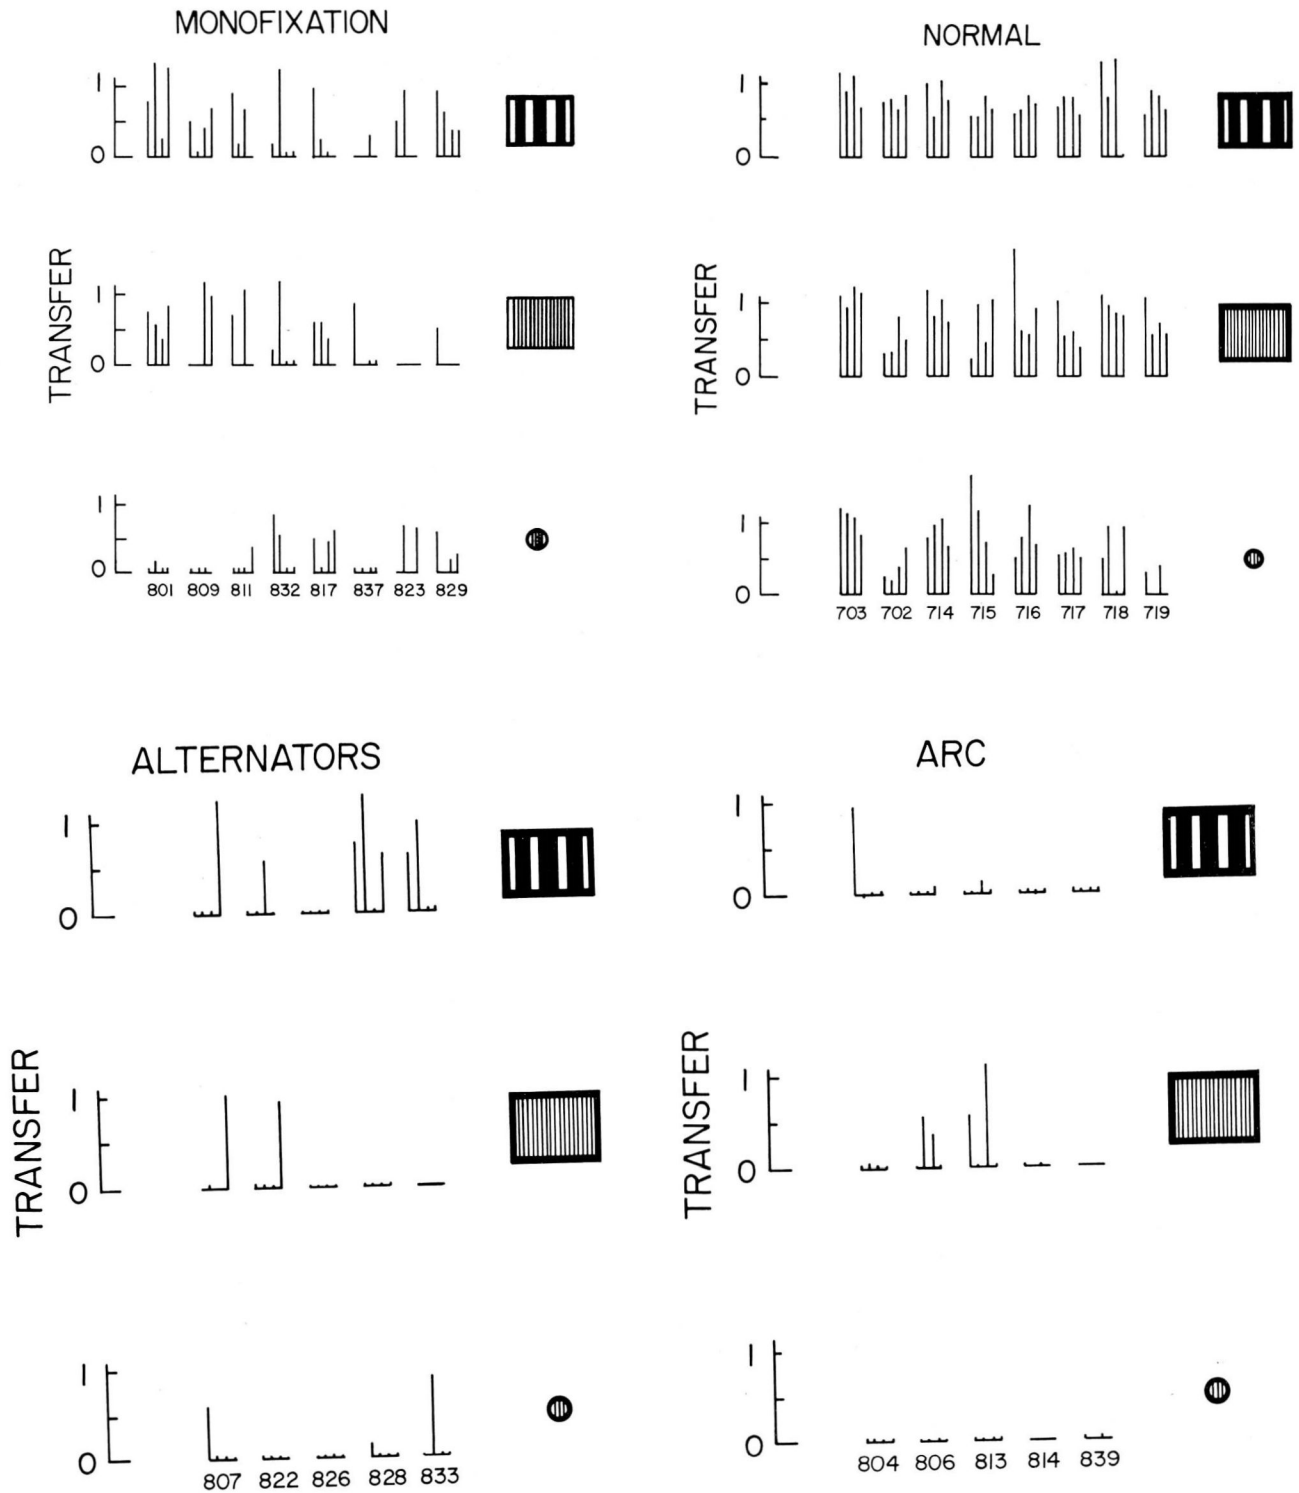 MONOFIXATION
1
0
TRANSFER
1
0
1
0
801 809 811 832 817 837 823 829
NORMAL
1
0
TRANSFER
1
0
1
0
703 702 714 715 716 717 718 719
ALTERNATORS
1
0
TRANSFER
1
0
1
0
807 822 826 828 833
ARC
1
0
TRANSFER
1
0
1
0
804 806 813 814 839